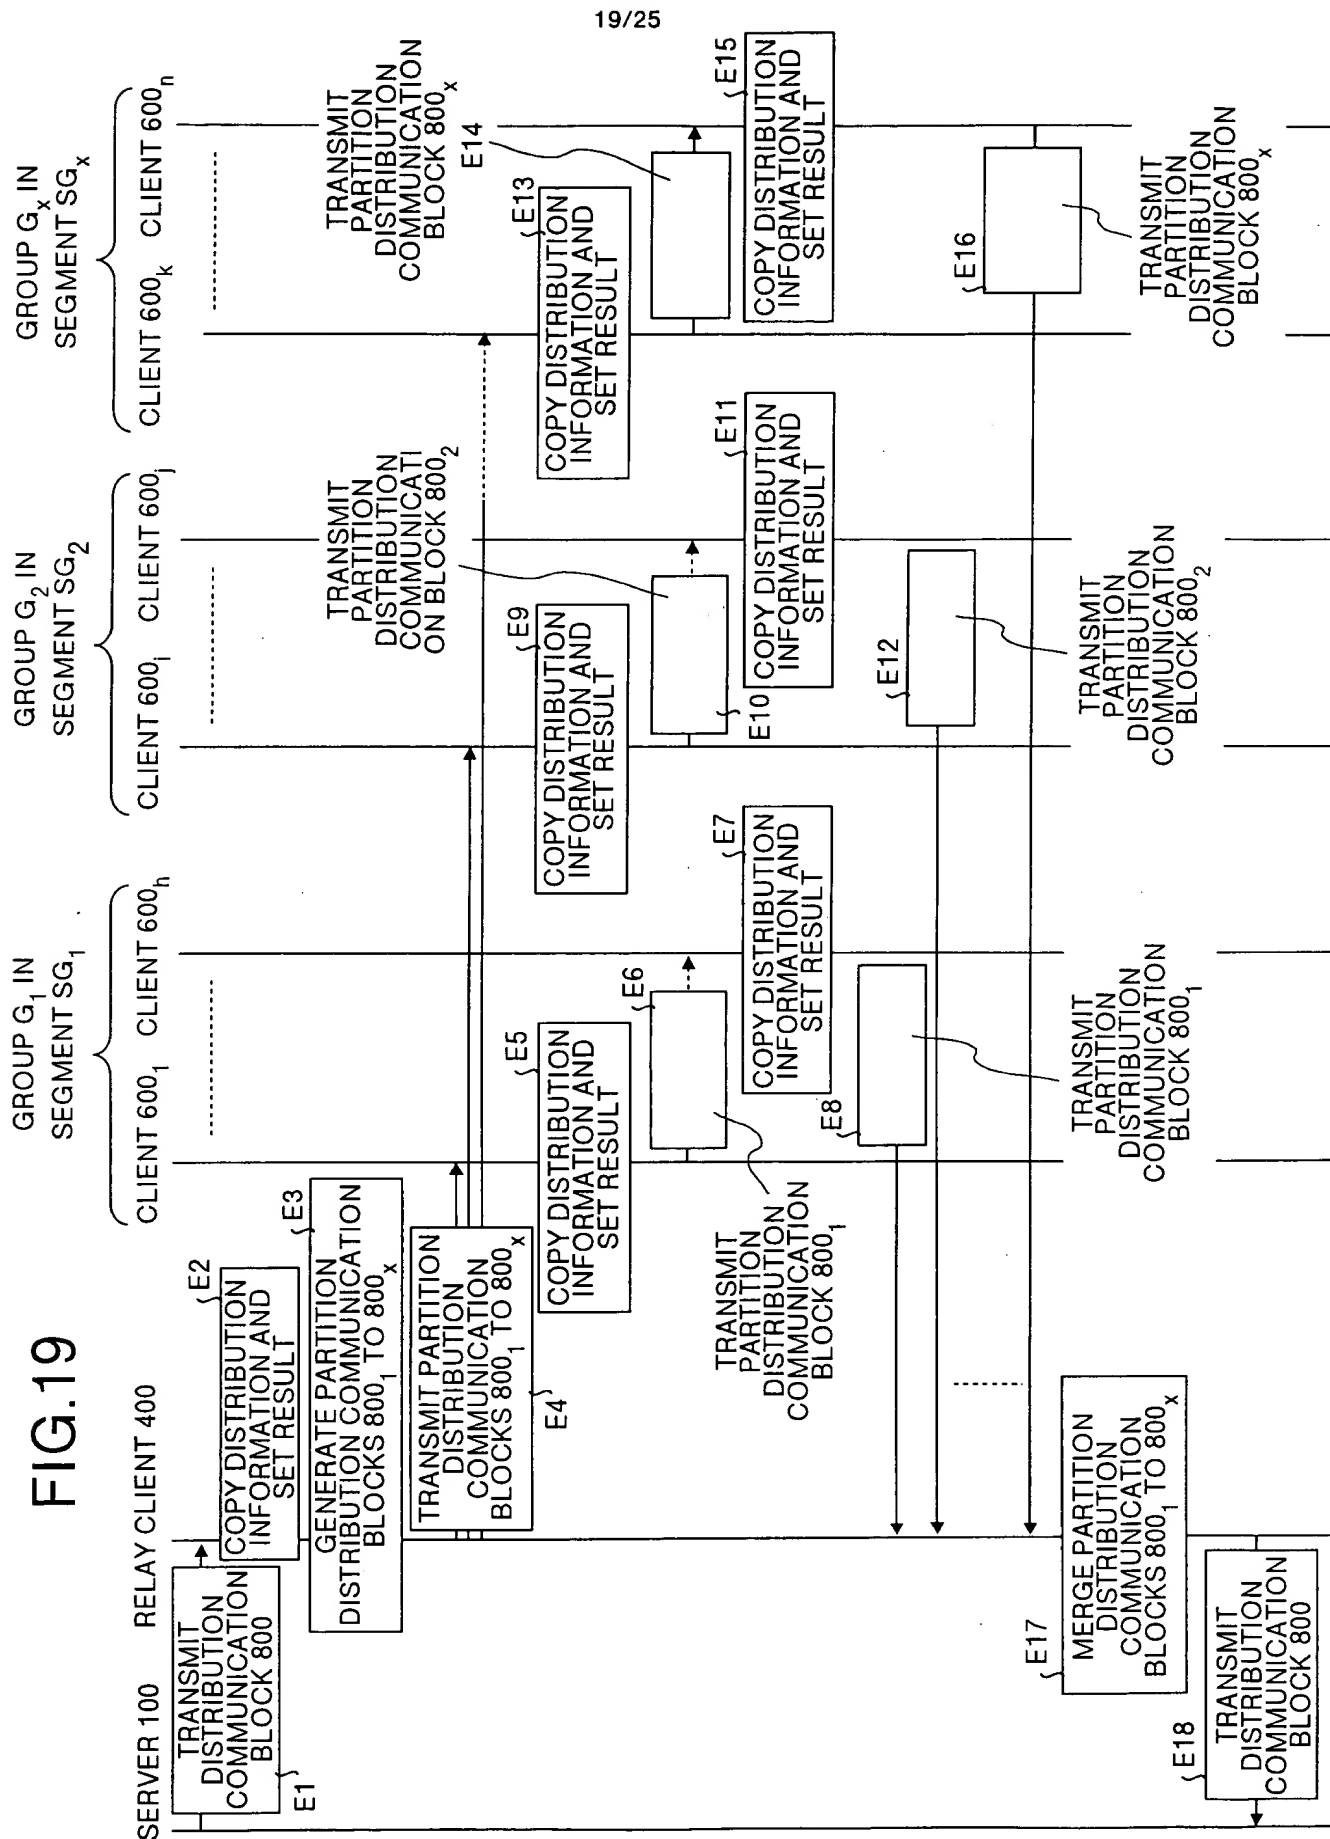 19/25
FIG.19
SERVER 100
RELAY CLIENT 400
GROUP G1 IN
SEGMENT SG1
CLIENT 6001
CLIENT 600h
GROUP G2 IN
SEGMENT SG2
CLIENT 600i
CLIENT 600j
GROUP Gx IN
SEGMENT SGx
CLIENT 600k
CLIENT 600n
TRANSMIT
DISTRIBUTION
COMMUNICATION
BLOCK 800
E1
E2
COPY DISTRIBUTION
INFORMATION AND
SET RESULT
E3
GENERATE PARTITION
DISTRIBUTION COMMUNICATION
BLOCKS 8001 TO 800x
TRANSMIT PARTITION
DISTRIBUTION
COMMUNICATION
BLOCKS 8001 TO 800x
E4
E5
COPY DISTRIBUTION
INFORMATION AND
SET RESULT
E6
TRANSMIT
PARTITION
DISTRIBUTION
COMMUNICATION
BLOCK 8001
E7
COPY DISTRIBUTION
INFORMATION AND
SET RESULT
E8
TRANSMIT
PARTITION
DISTRIBUTION
COMMUNICATION
BLOCK 8001
E9
COPY DISTRIBUTION
INFORMATION AND
SET RESULT
TRANSMIT
PARTITION
DISTRIBUTION
COMMUNICATI
ON BLOCK 8002
E10
E11
COPY DISTRIBUTION
INFORMATION AND
SET RESULT
E12
TRANSMIT
PARTITION
DISTRIBUTION
COMMUNICATION
BLOCK 8002
E13
COPY DISTRIBUTION
INFORMATION AND
SET RESULT
TRANSMIT
PARTITION
DISTRIBUTION
COMMUNICATION
BLOCK 800x
E14
E15
COPY DISTRIBUTION
INFORMATION AND
SET RESULT
E16
TRANSMIT
PARTITION
DISTRIBUTION
COMMUNICATION
BLOCK 800x
E17
MERGE PARTITION
DISTRIBUTION
COMMUNICATION
BLOCKS 8001 TO 800x
E18
TRANSMIT
DISTRIBUTION
COMMUNICATION
BLOCK 800